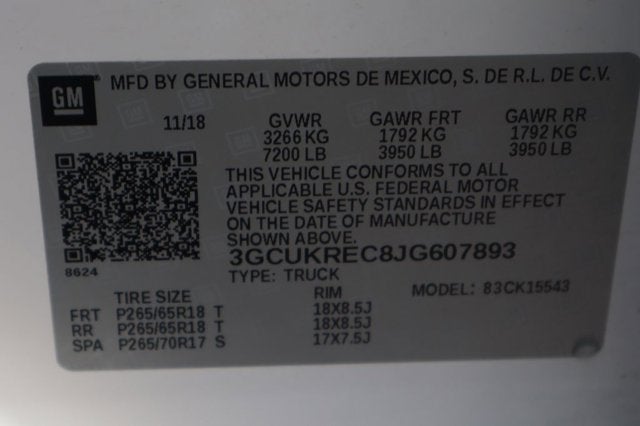 GM MFD BY GENERAL MOTORS DE MEXICO, S. DE R.L. DE C.V.
11/18 GVWR GAWR FRT GAWR RR
3266 KG 1792 KG 1792 KG
7200 LB 3950 LB 3950 LB
THIS VEHICLE CONFORMS TO ALL
APPLICABLE U.S. FEDERAL MOTOR
VEHICLE SAFETY STANDARDS IN EFFECT
ON THE DATE OF MANUFACTURE
SHOWN ABOVE.
3GCUKREC8JG607893
8624
TYPE: TRUCK MODEL: 83CK15543
TIRE SIZE RIM
FRT P265/65R18 T 18X8.5J
RR P265/65R18 T 18X8.5J
SPA P265/70R17 S 17X7.5J